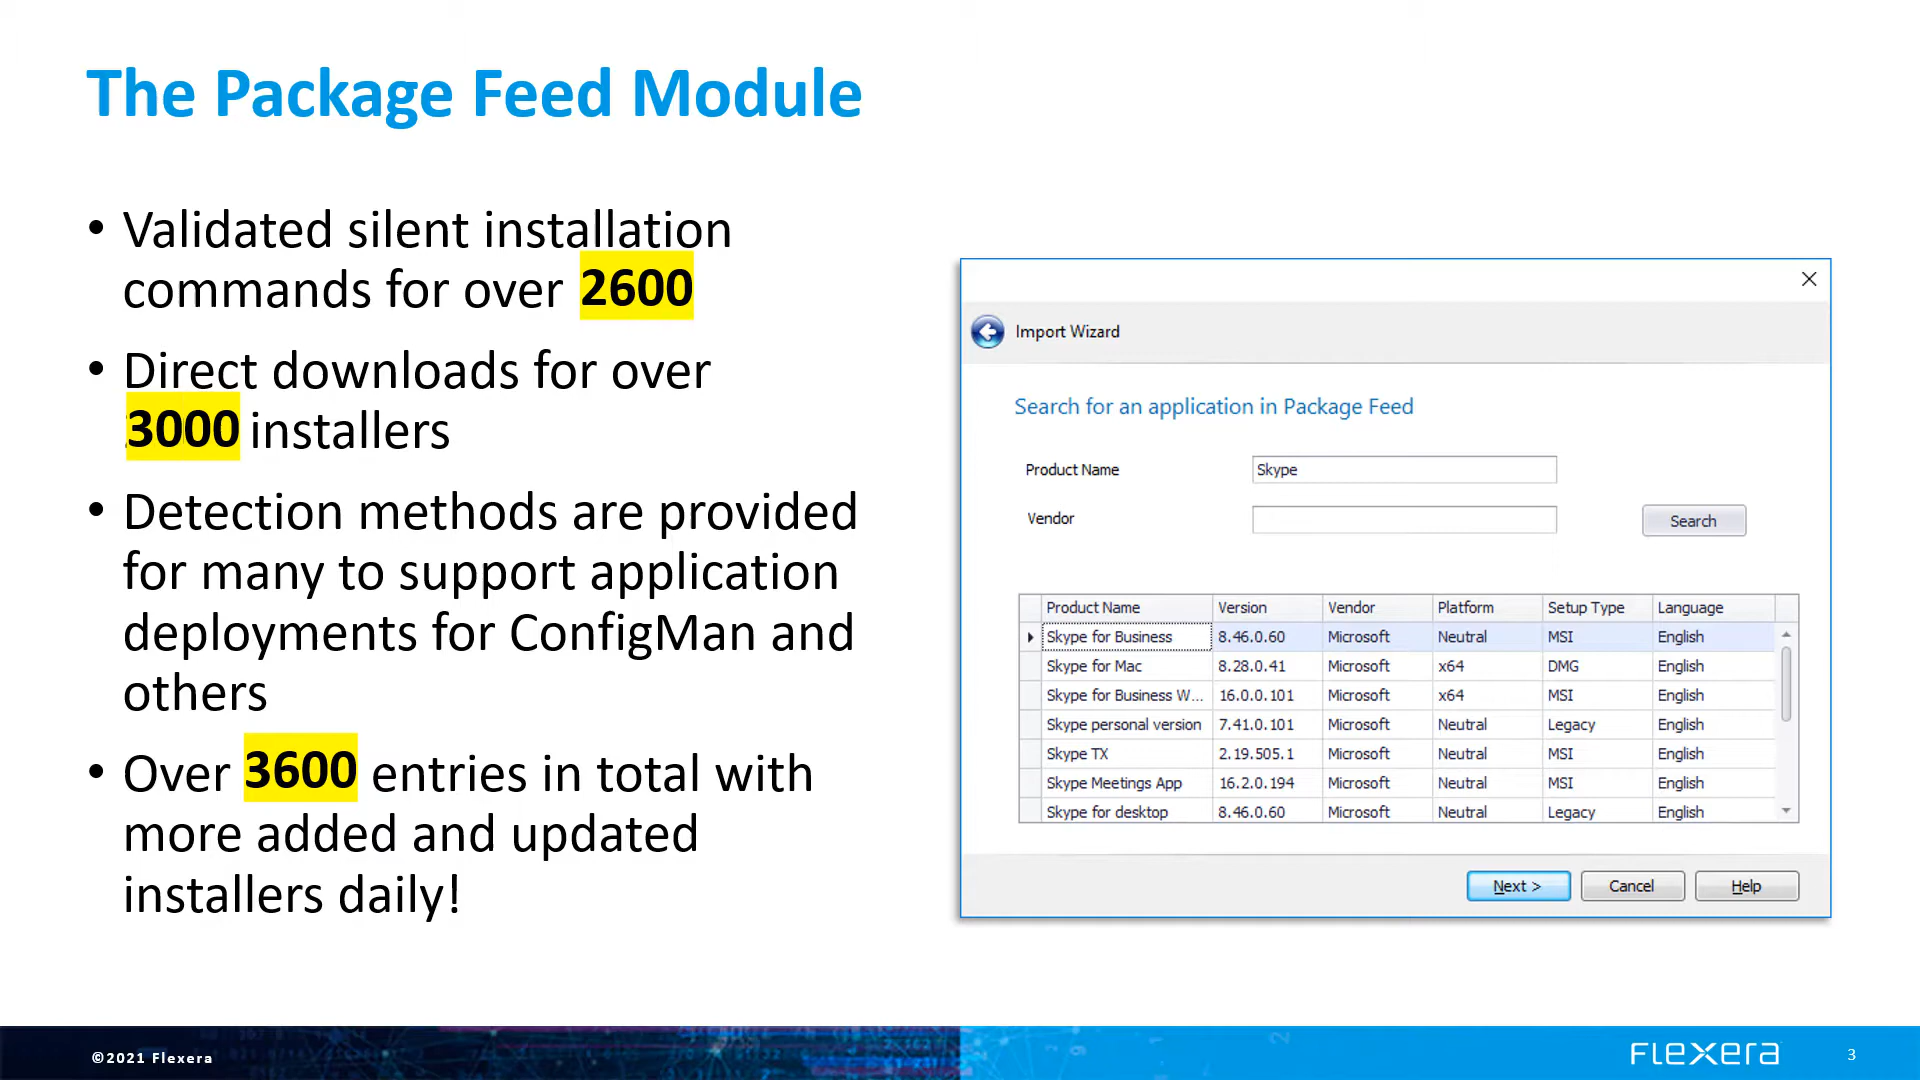 The Package Feed Module
• Validated silent installation
commands for over 2600
• Direct downloads for over
3000 installers
• Detection methods are provided
for many to support application
deployments for ConfigMan and
others
• Over 3600 entries in total with
more added and updated
installers daily!
Import Wizard
Search for an application in Package Feed
Product Name Skype
Vendor
Search
Product Name Version Vendor Platform Setup Type Language
Skype for Business 8.46.0.60 Microsoft Neutral MSI English
Skype for Mac 8.28.0.41 Microsoft x64 DMG English
Skype for Business W... 16.0.0.101 Microsoft x64 MSI English
Skype personal version 7.41.0.101 Microsoft Neutral Legacy English
Skype TX 2.19.505.1 Microsoft Neutral MSI English
Skype Meetings App 16.2.0.194 Microsoft Neutral MSI English
Skype for desktop 8.46.0.60 Microsoft Neutral Legacy English
Next > Cancel Help
©2021 Flexera
FLEXERA
3